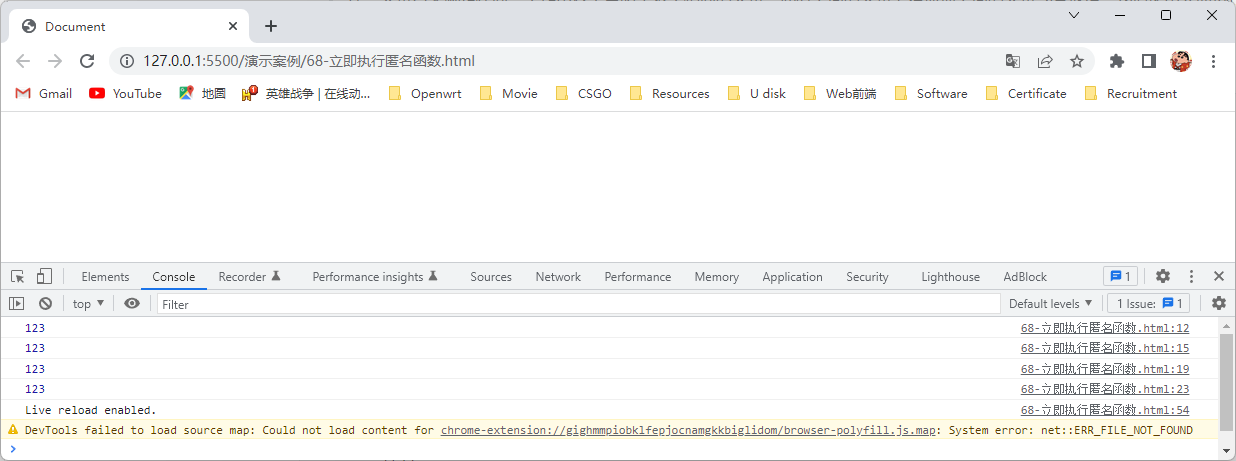 Document
127.0.0.1:5500/演示案例/68-立即执行匿名函数.html
Gmail YouTube 地图 英雄战争 | 在线动... Openwrt Movie CSGO Resources U disk Web前端 Software Certificate Recruitment
Elements Console Recorder Performance insights Sources Network Performance Memory Application Security Lighthouse AdBlock 1
top Filter Default levels 1 Issue: 1
123 68-立即执行匿名函数.html:12
123 68-立即执行匿名函数.html:15
123 68-立即执行匿名函数.html:19
123 68-立即执行匿名函数.html:23
Live reload enabled. 68-立即执行匿名函数.html:54
DevTools failed to load source map: Could not load content for chrome-extension://gighmmpiobklfepjocnamgkkbiglidom/browser-polyfill.js.map: System error: net::ERR_FILE_NOT_FOUND